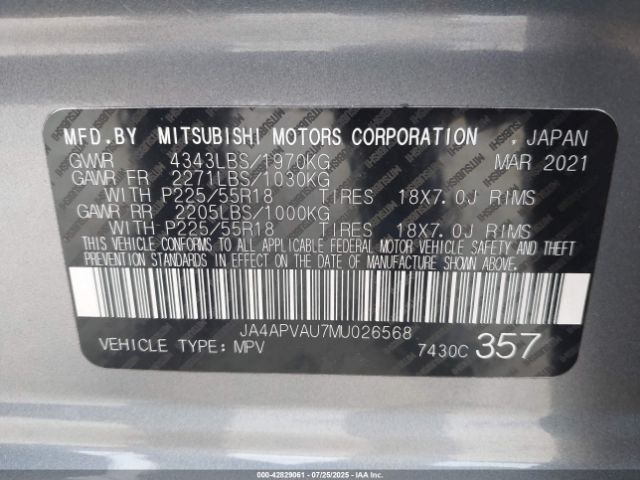 MFD.BY MITSUBISHI MOTORS CORPORATION , JAPAN
GWVR 4343LBS/1970KG MAR 2021
GAWR FR 2271LBS/1030KG
WITH P225/55R18 TIRES 18X7.0J RIMS
GAWR RR 2205LBS/1000KG
WITH P225/55R18 TIRES 18X7.0J RIMS
THIS VEHICLE CONFORMS TO ALL APPLICABLE FEDERAL MOTOR VEHICLE SAFETY AND THEFT
PREVENTION STANDARDS IN EFFECT ON THE DATE OF MANUFACTURE SHOWN ABOVE.
JA4APVAU7MU026568
VEHICLE TYPE:MPV 7430C 357
000-42829061 - 07/25/2025 - IAAI.COM